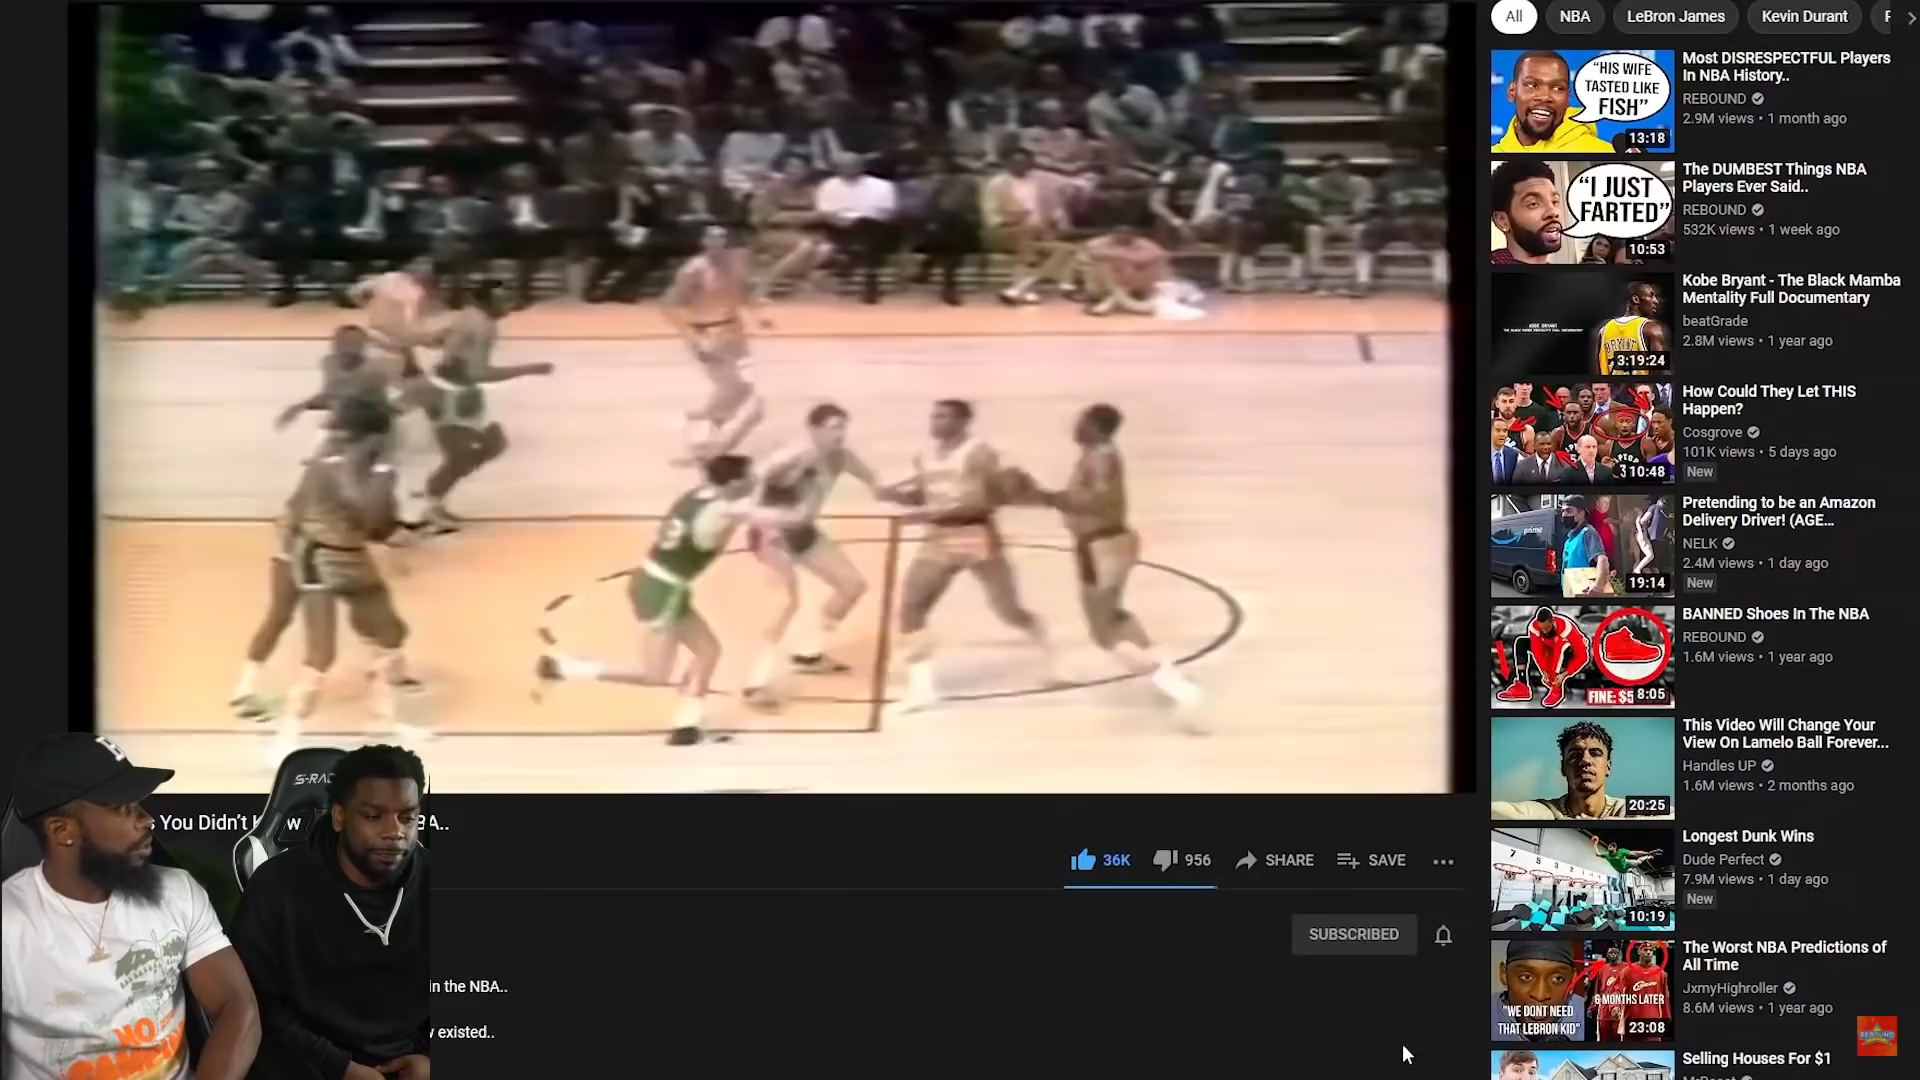 All NBA LeBron James Kevin Durant
"HIS WIFE
TASTED LIKE
FISH"
13:18
Most DISRESPECTFUL Players
In NBA History..
REBOUND
2.9M views • 1 month ago
"I JUST
FARTED"
10:53
The DUMBEST Things NBA
Players Ever Said..
REBOUND
532K views • 1 week ago
3:19:24
Kobe Bryant - The Black Mamba
Mentality Full Documentary
beatGrade
2.8M views • 1 year ago
10:48
How Could They Let THIS
Happen?
Cosgrove
101K views • 5 days ago
New
prime
19:14
Pretending to be an Amazon
Delivery Driver! (AGE...
NELK
2.4M views • 1 day ago
New
FINE: $5
8:05
BANNED Shoes In The NBA
REBOUND
1.6M views • 1 year ago
20:25
This Video Will Change Your
View On Lamelo Ball Forever...
Handles UP
1.6M views • 2 months ago
10:19
Longest Dunk Wins
Dude Perfect
7.9M views • 1 day ago
New
"WE DONT NEED
THAT LEBRON KID"
6 MONTHS LATER
23:08
The Worst NBA Predictions of
All Time
JxmyHighroller
8.6M views • 1 year ago
REBOUND
Selling Houses For $1
s You Didn't
A..
36K 956 SHARE SAVE
SUBSCRIBED
in the NBA..
existed..
S-RAC
NO